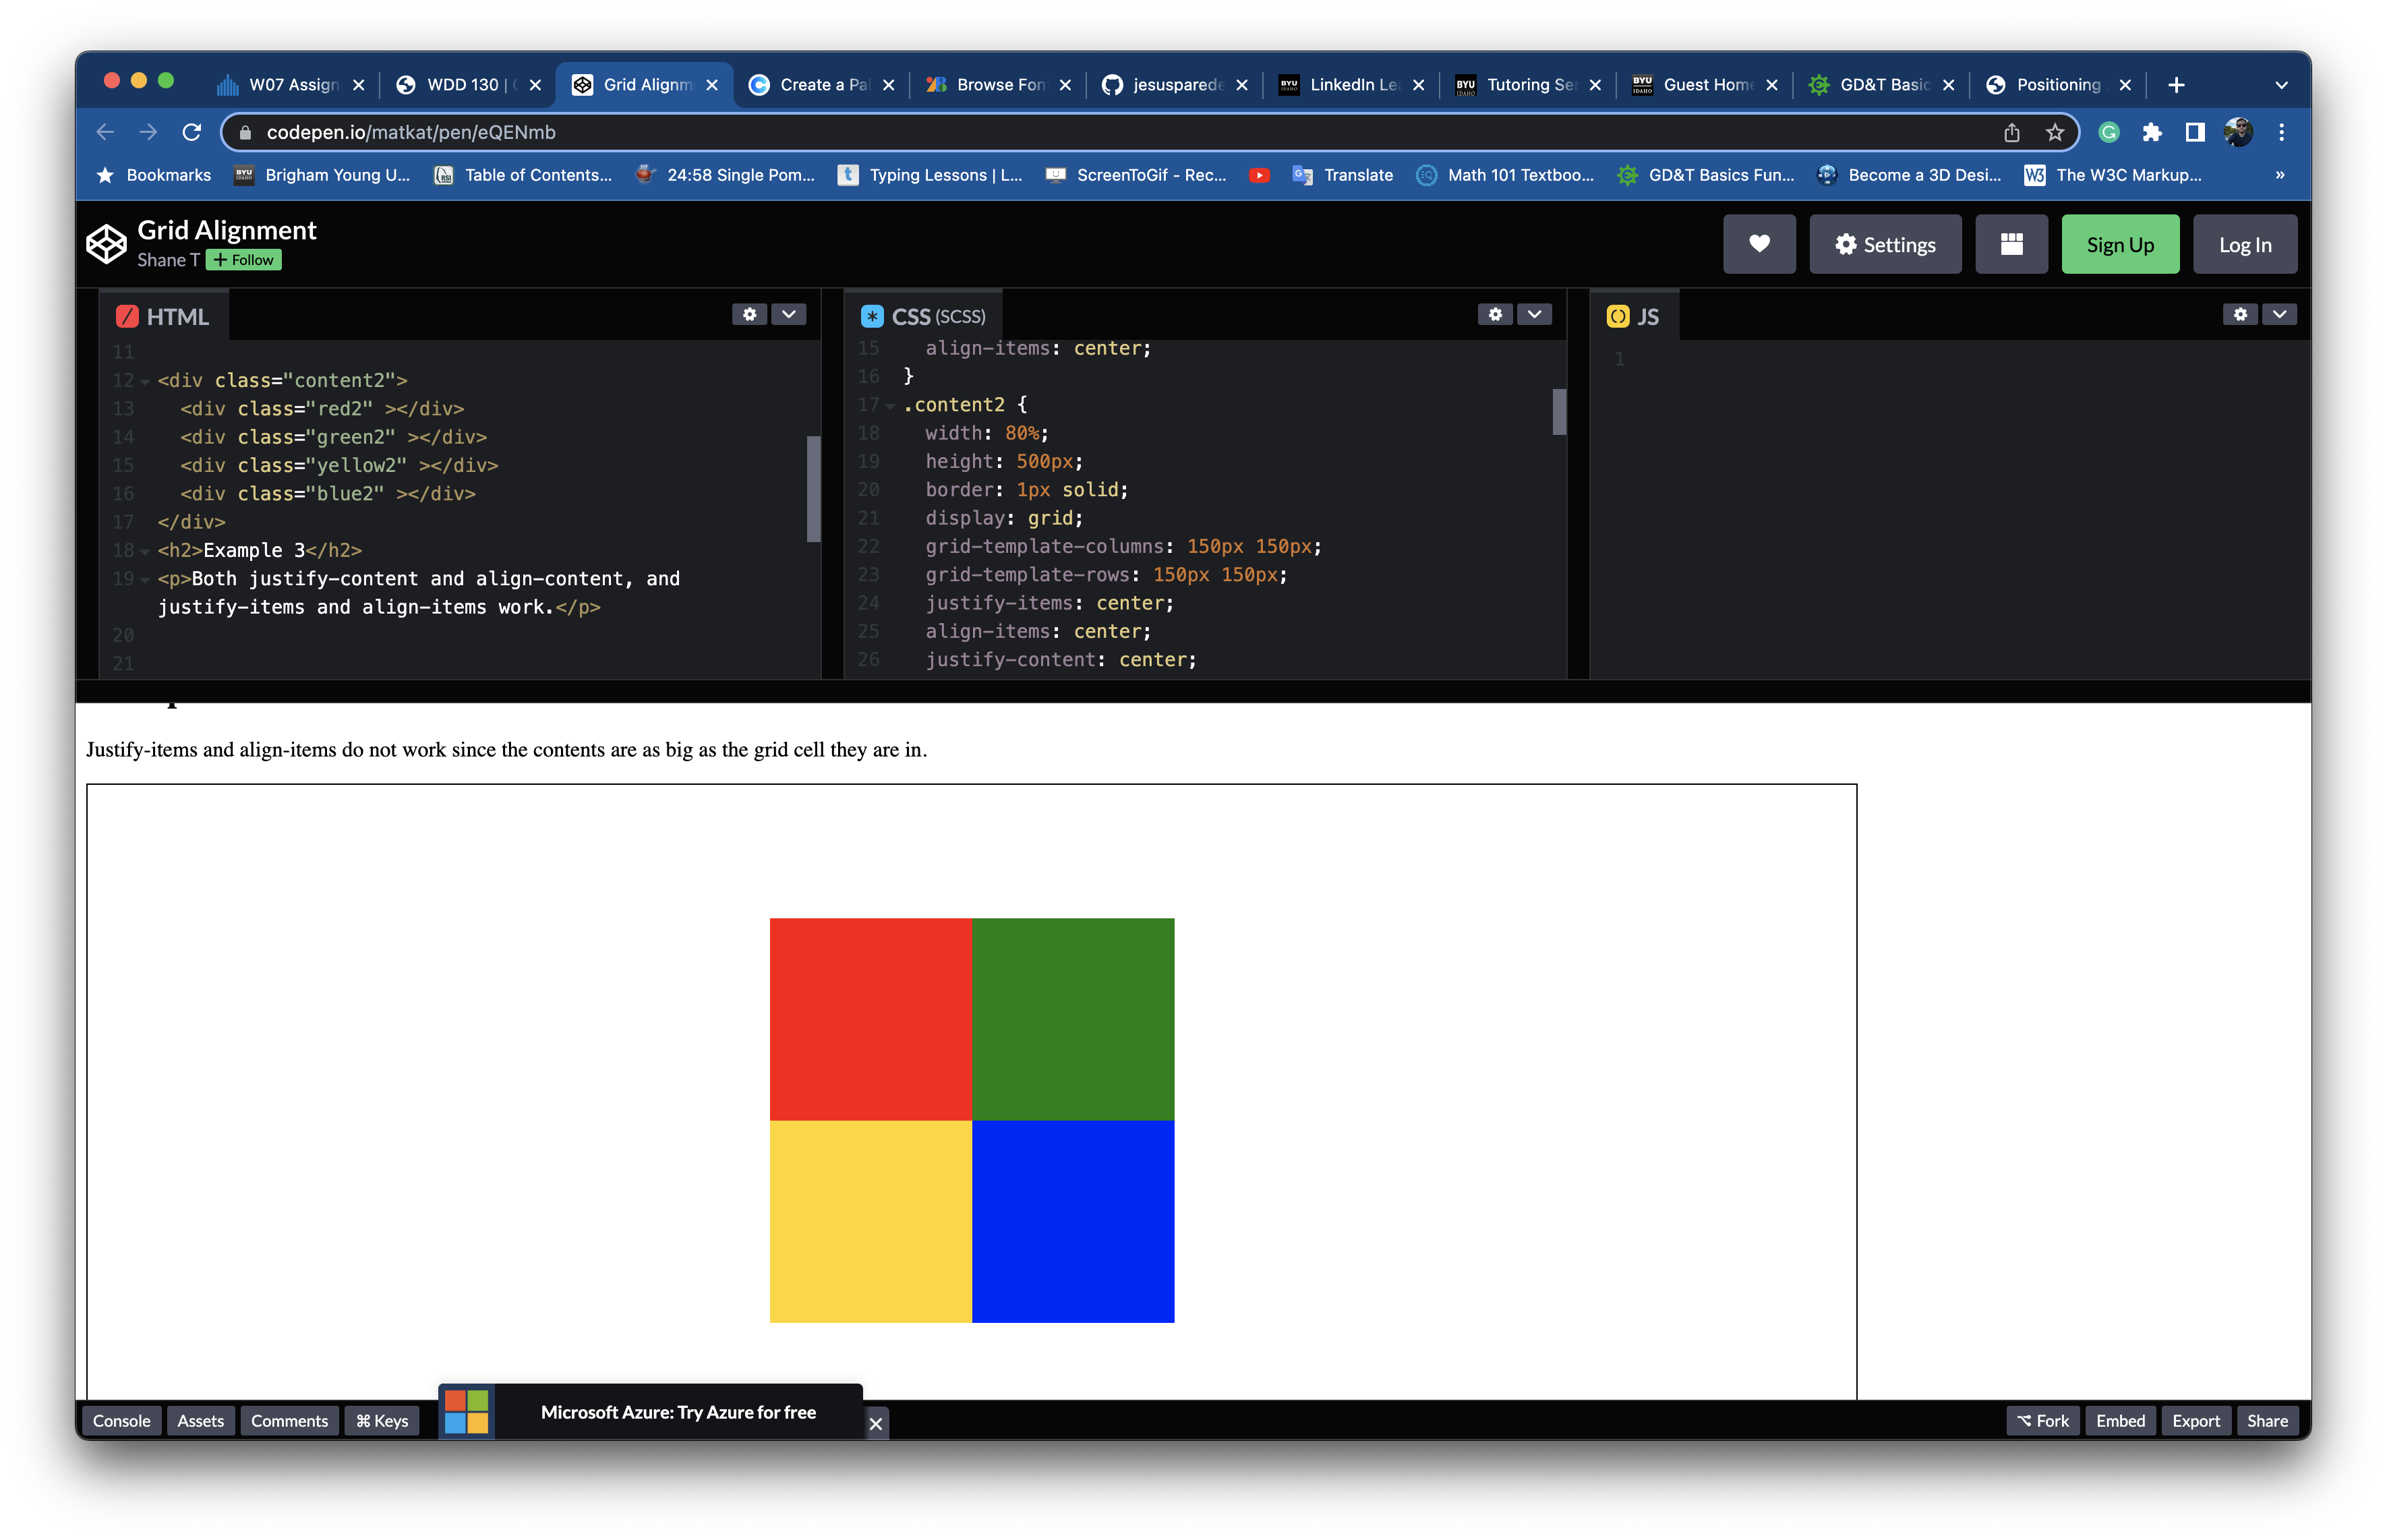 W07 Assign
WDD 130 |
Grid Alignm
Create a Pal
Browse Fon
jesusparede
LinkedIn Le
Tutoring Ser
Guest Home
GD&T Basic
Positioning
codepen.io/matkat/pen/eQENmb
Bookmarks
Brigham Young U...
Table of Contents...
24:58 Single Pom...
Typing Lessons | L...
ScreenToGif - Rec...
Translate
Math 101 Textboo...
GD&T Basics Fun...
Become a 3D Desi...
The W3C Markup...
»
Grid Alignment
Shane T + Follow
Settings
Sign Up
Log In
HTML
11
12 <div class="content2">
13 <div class="red2" ></div>
14 <div class="green2" ></div>
15 <div class="yellow2" ></div>
16 <div class="blue2" ></div>
17 </div>
18 <h2>Example 3</h2>
19 <p>Both justify-content and align-content, and
justify-items and align-items work.</p>
20
21
CSS (SCSS)
15 align-items: center;
16 }
17 .content2 {
18 width: 80%;
19 height: 500px;
20 border: 1px solid;
21 display: grid;
22 grid-template-columns: 150px 150px;
23 grid-template-rows: 150px 150px;
24 justify-items: center;
25 align-items: center;
26 justify-content: center;
JS
1
Justify-items and align-items do not work since the contents are as big as the grid cell they are in.
Console
Assets
Comments
⌘ Keys
Microsoft Azure: Try Azure for free
Fork
Embed
Export
Share